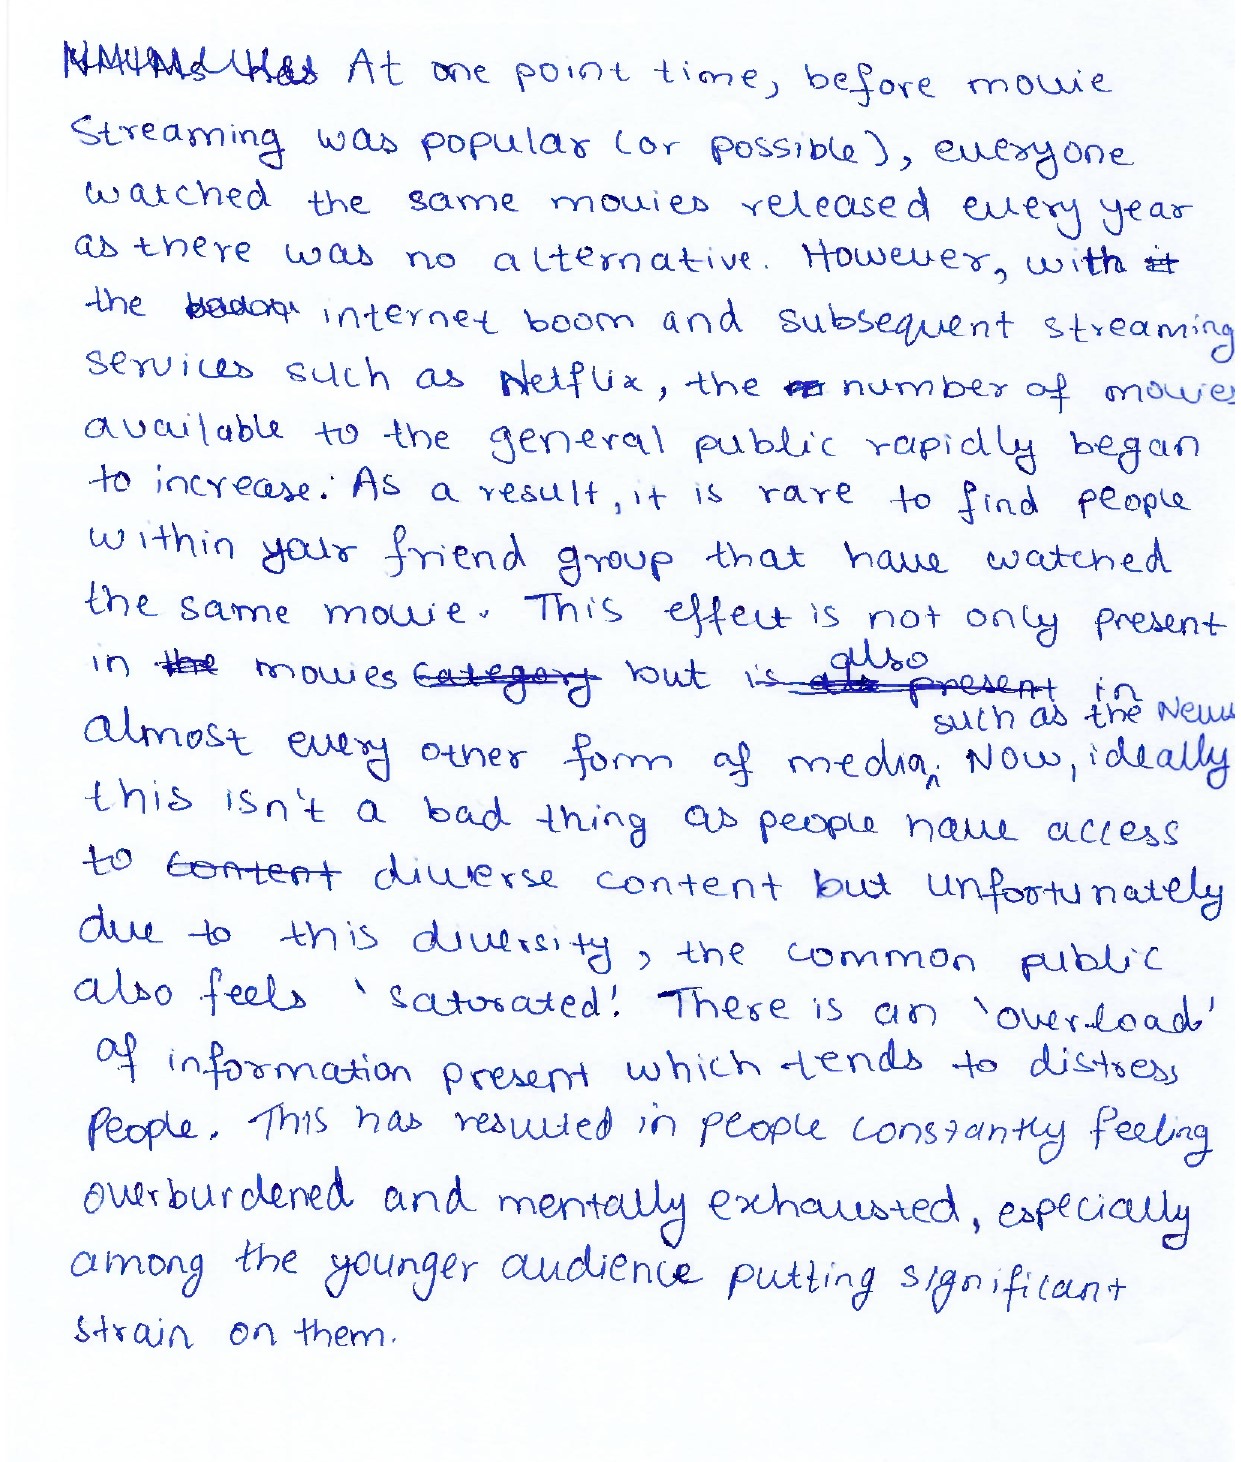 At one point time, before movie
Streaming was popular (or possible), everyone
watched the same movies released every year
as there was no alternative. However, with it
the internet boom and subsequent streaming
services such as Netflix, the number of movies
available to the general public rapidly began
to increase. As a result, it is rare to find people
within your friend group that have watched
the same movie. This effect is not only present
in the movies category but is also present in
such as the News
almost every other form of media. Now, ideally
this isn't a bad thing as people have access
to content diverse content but unfortunately
due to this diversity, the common public
also feels 'saturated'. There is an 'overload'
of information present which tends to distress
People. This has resulted in people constantly feeling
overburdened and mentally exhausted, especially
among the younger audience putting significant
strain on them.